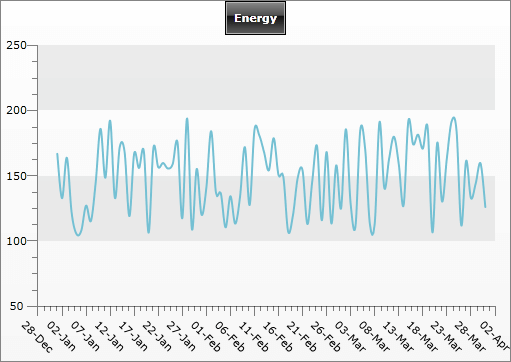 Energy
250
200
150
100
50
28-Dec
02-Jan
07-Jan
12-Jan
17-Jan
22-Jan
27-Jan
01-Feb
06-Feb
11-Feb
16-Feb
21-Feb
26-Feb
03-Mar
08-Mar
13-Mar
18-Mar
23-Mar
28-Mar
02-Apr